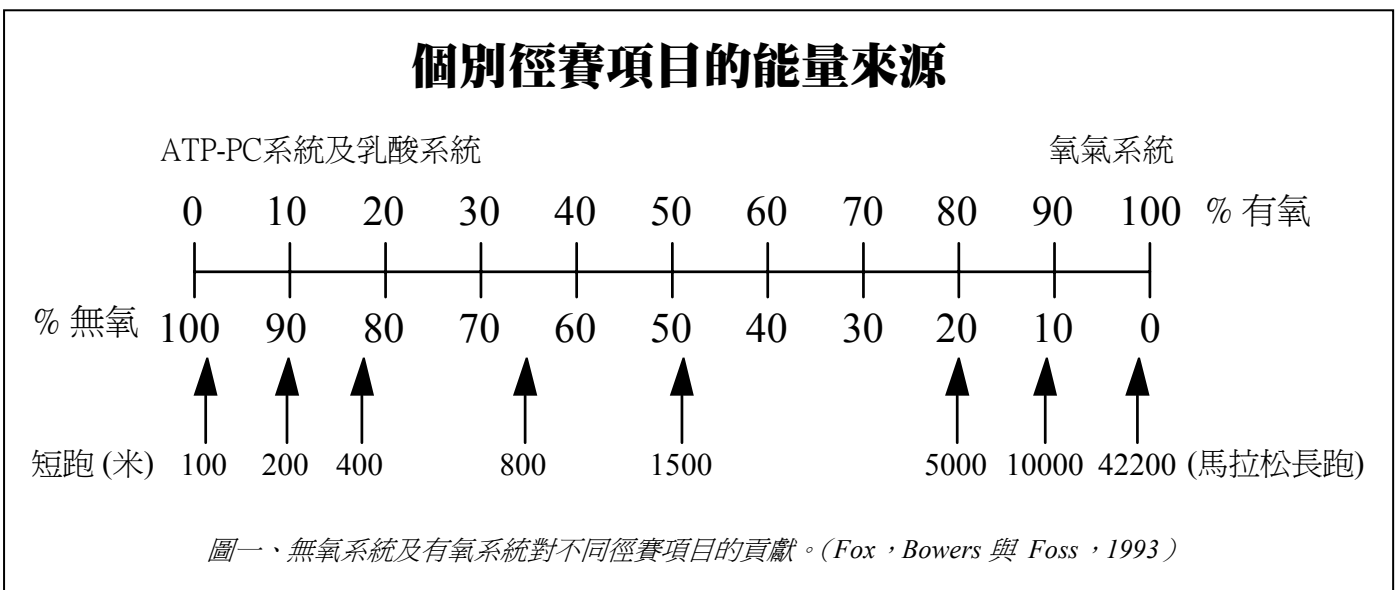 個別徑賽項目的能量來源
ATP-PC系統及乳酸系統 氧氣系統
0 10 20 30 40 50 60 70 80 90 100 % 有氧
% 無氧 100 90 80 70 60 50 40 30 20 10 0
短跑 (米) 100 200 400 800 1500 5000 10000 42200 (馬拉松長跑)
圖一、無氧系統及有氧系統對不同徑賽項目的貢獻。(Fox,Bowers 與 Foss,1993)